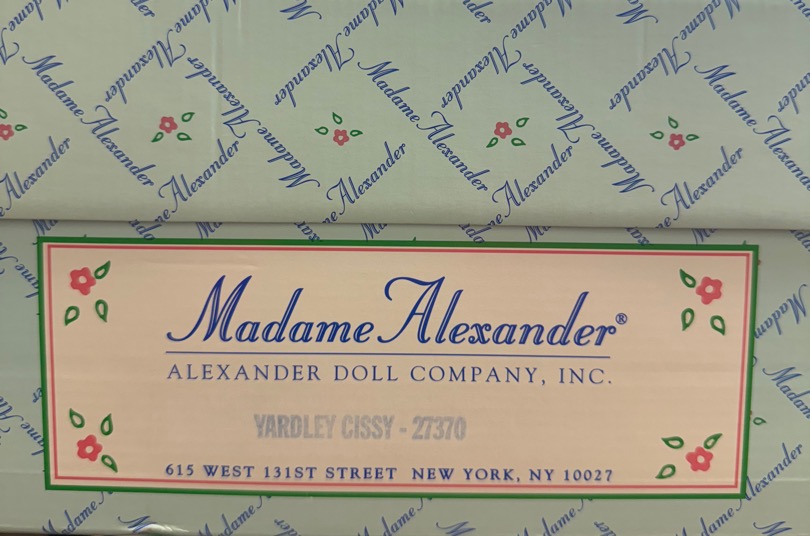 Madame Alexander®
ALEXANDER DOLL COMPANY, INC.
YARDLEY CISSY - 27370
615 WEST 131ST STREET NEW YORK, NY 10027